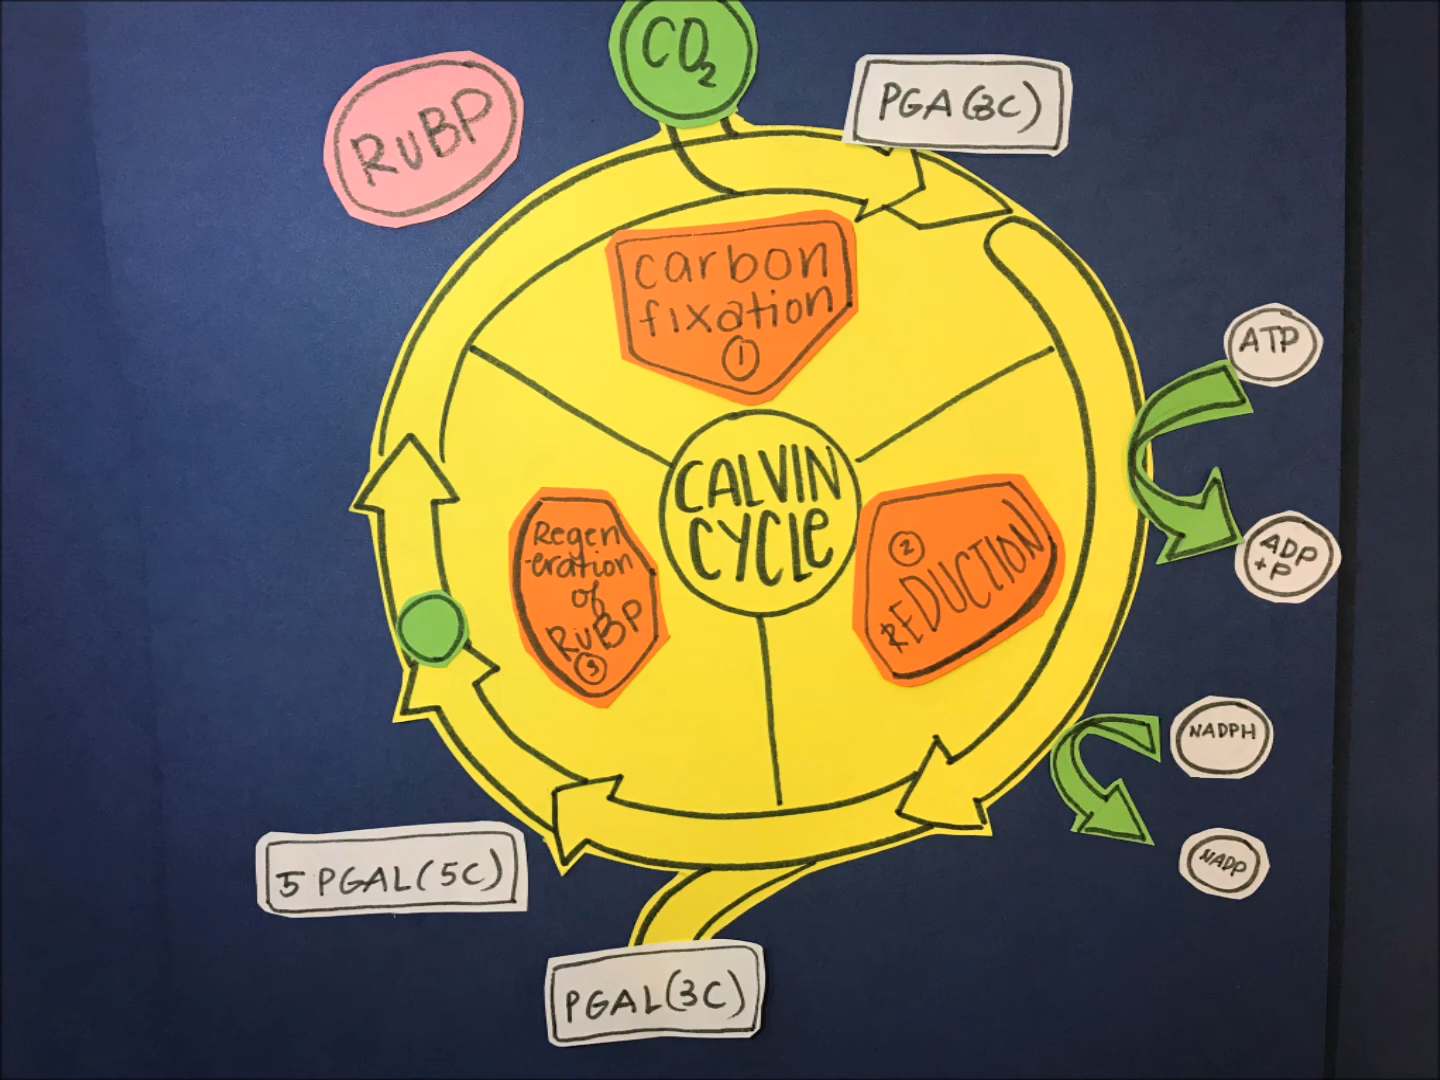 CO2
RuBP
PGA(3C)
carbon
fixation
1
ATP
CALVIN
CYCLE
Regen
-eration
of
RuBP
3
2
REDUCTION
ADP
+P
NADPH
NADP
5 PGAL(5C)
PGAL(3C)